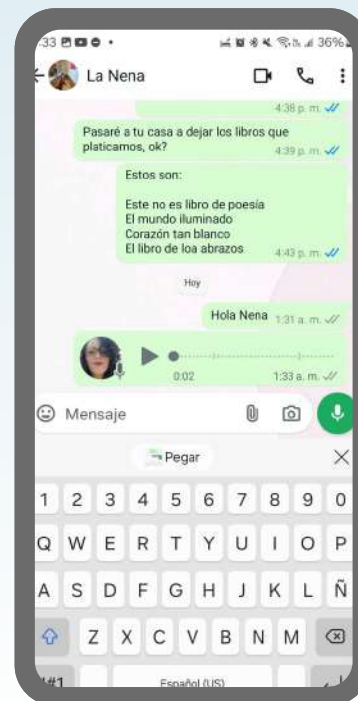 :33
36%
La Nena
4:38 p. m.
Pasaré a tu casa a dejar los libros que
platicamos, ok?
4:39 p. m.
Estos son:
Este no es libro de poesía
El mundo iluminado
Corazón tan blanco
El libro de loa abrazos
4:43 p. m.
Hoy
Hola Nena
1:31 a. m.
0:02
1:33 a. m.
Mensaje
Pegar
1 2 3 4 5 6 7 8 9 0
Q W E R T Y U I O P
A S D F G H J K L Ñ
Z X C V B N M
!#1
Español (US)